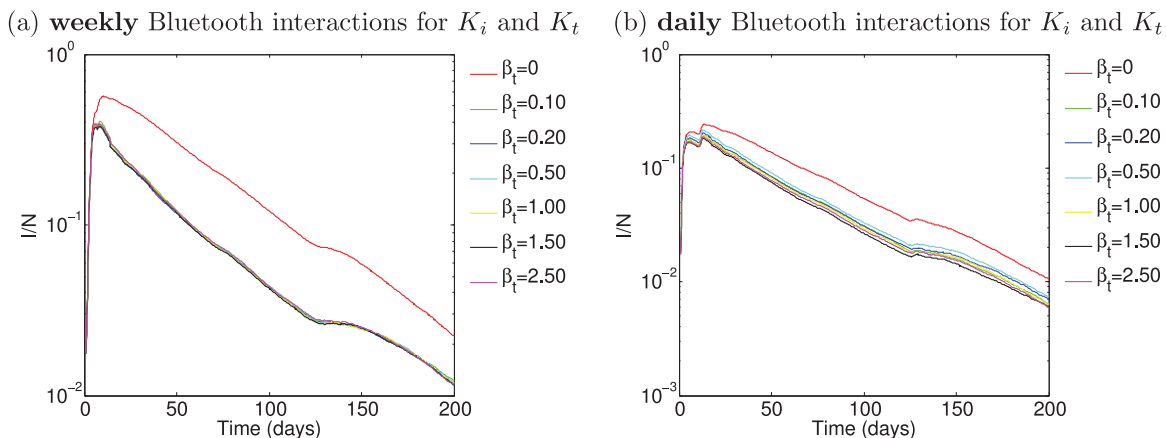 (a) weekly Bluetooth interactions for K_i and K_t
10^0
10^-1
10^-2
I/N
0 50 100 150 200
Time (days)
β_t=0
β_t=0.10
β_t=0.20
β_t=0.50
β_t=1.00
β_t=1.50
β_t=2.50
(b) daily Bluetooth interactions for K_i and K_t
10^0
10^-1
10^-2
10^-3
I/N
0 50 100 150 200
Time (days)
β_t=0
β_t=0.10
β_t=0.20
β_t=0.50
β_t=1.00
β_t=1.50
β_t=2.50